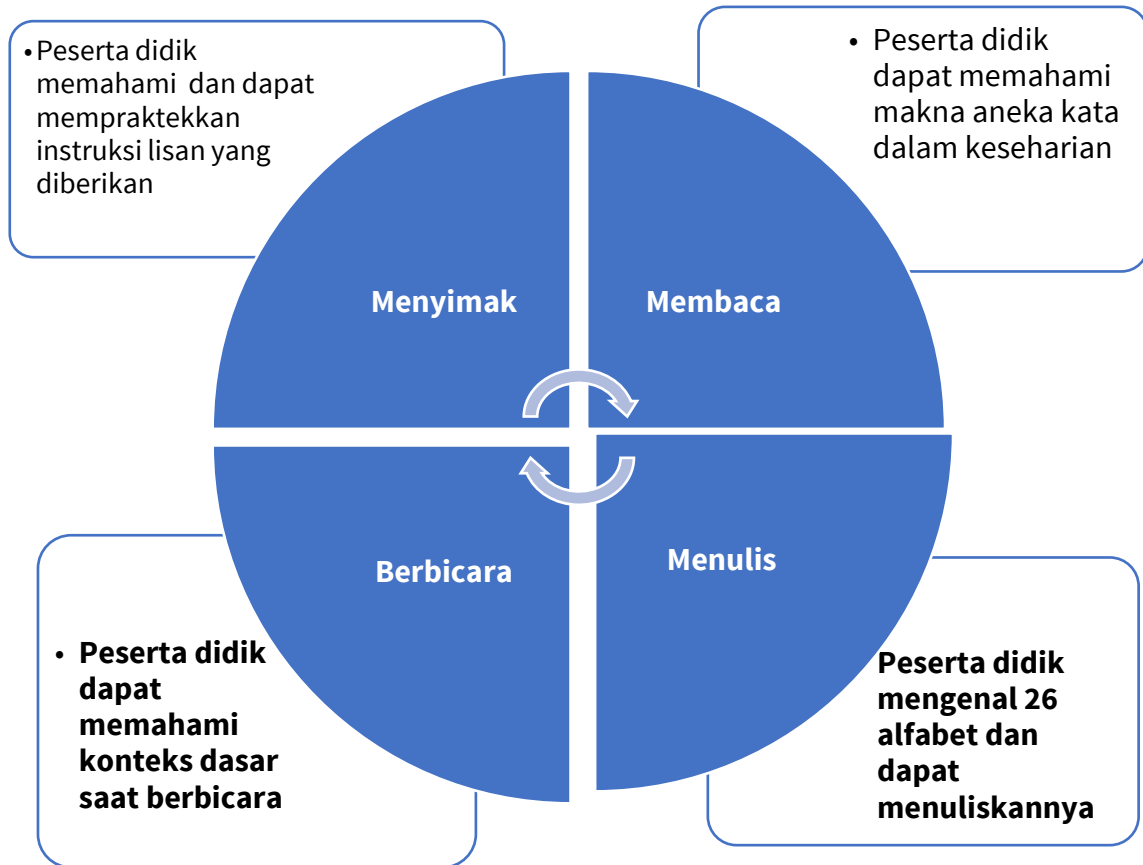 •Peserta didik
memahami dan dapat
mempraktekkan
instruksi lisan yang
diberikan
• Peserta didik
dapat memahami
makna aneka kata
dalam keseharian
Menyimak
Membaca
Berbicara
Menulis
• Peserta didik
dapat
memahami
konteks dasar
saat berbicara
Peserta didik
mengenal 26
alfabet dan
dapat
menuliskannya